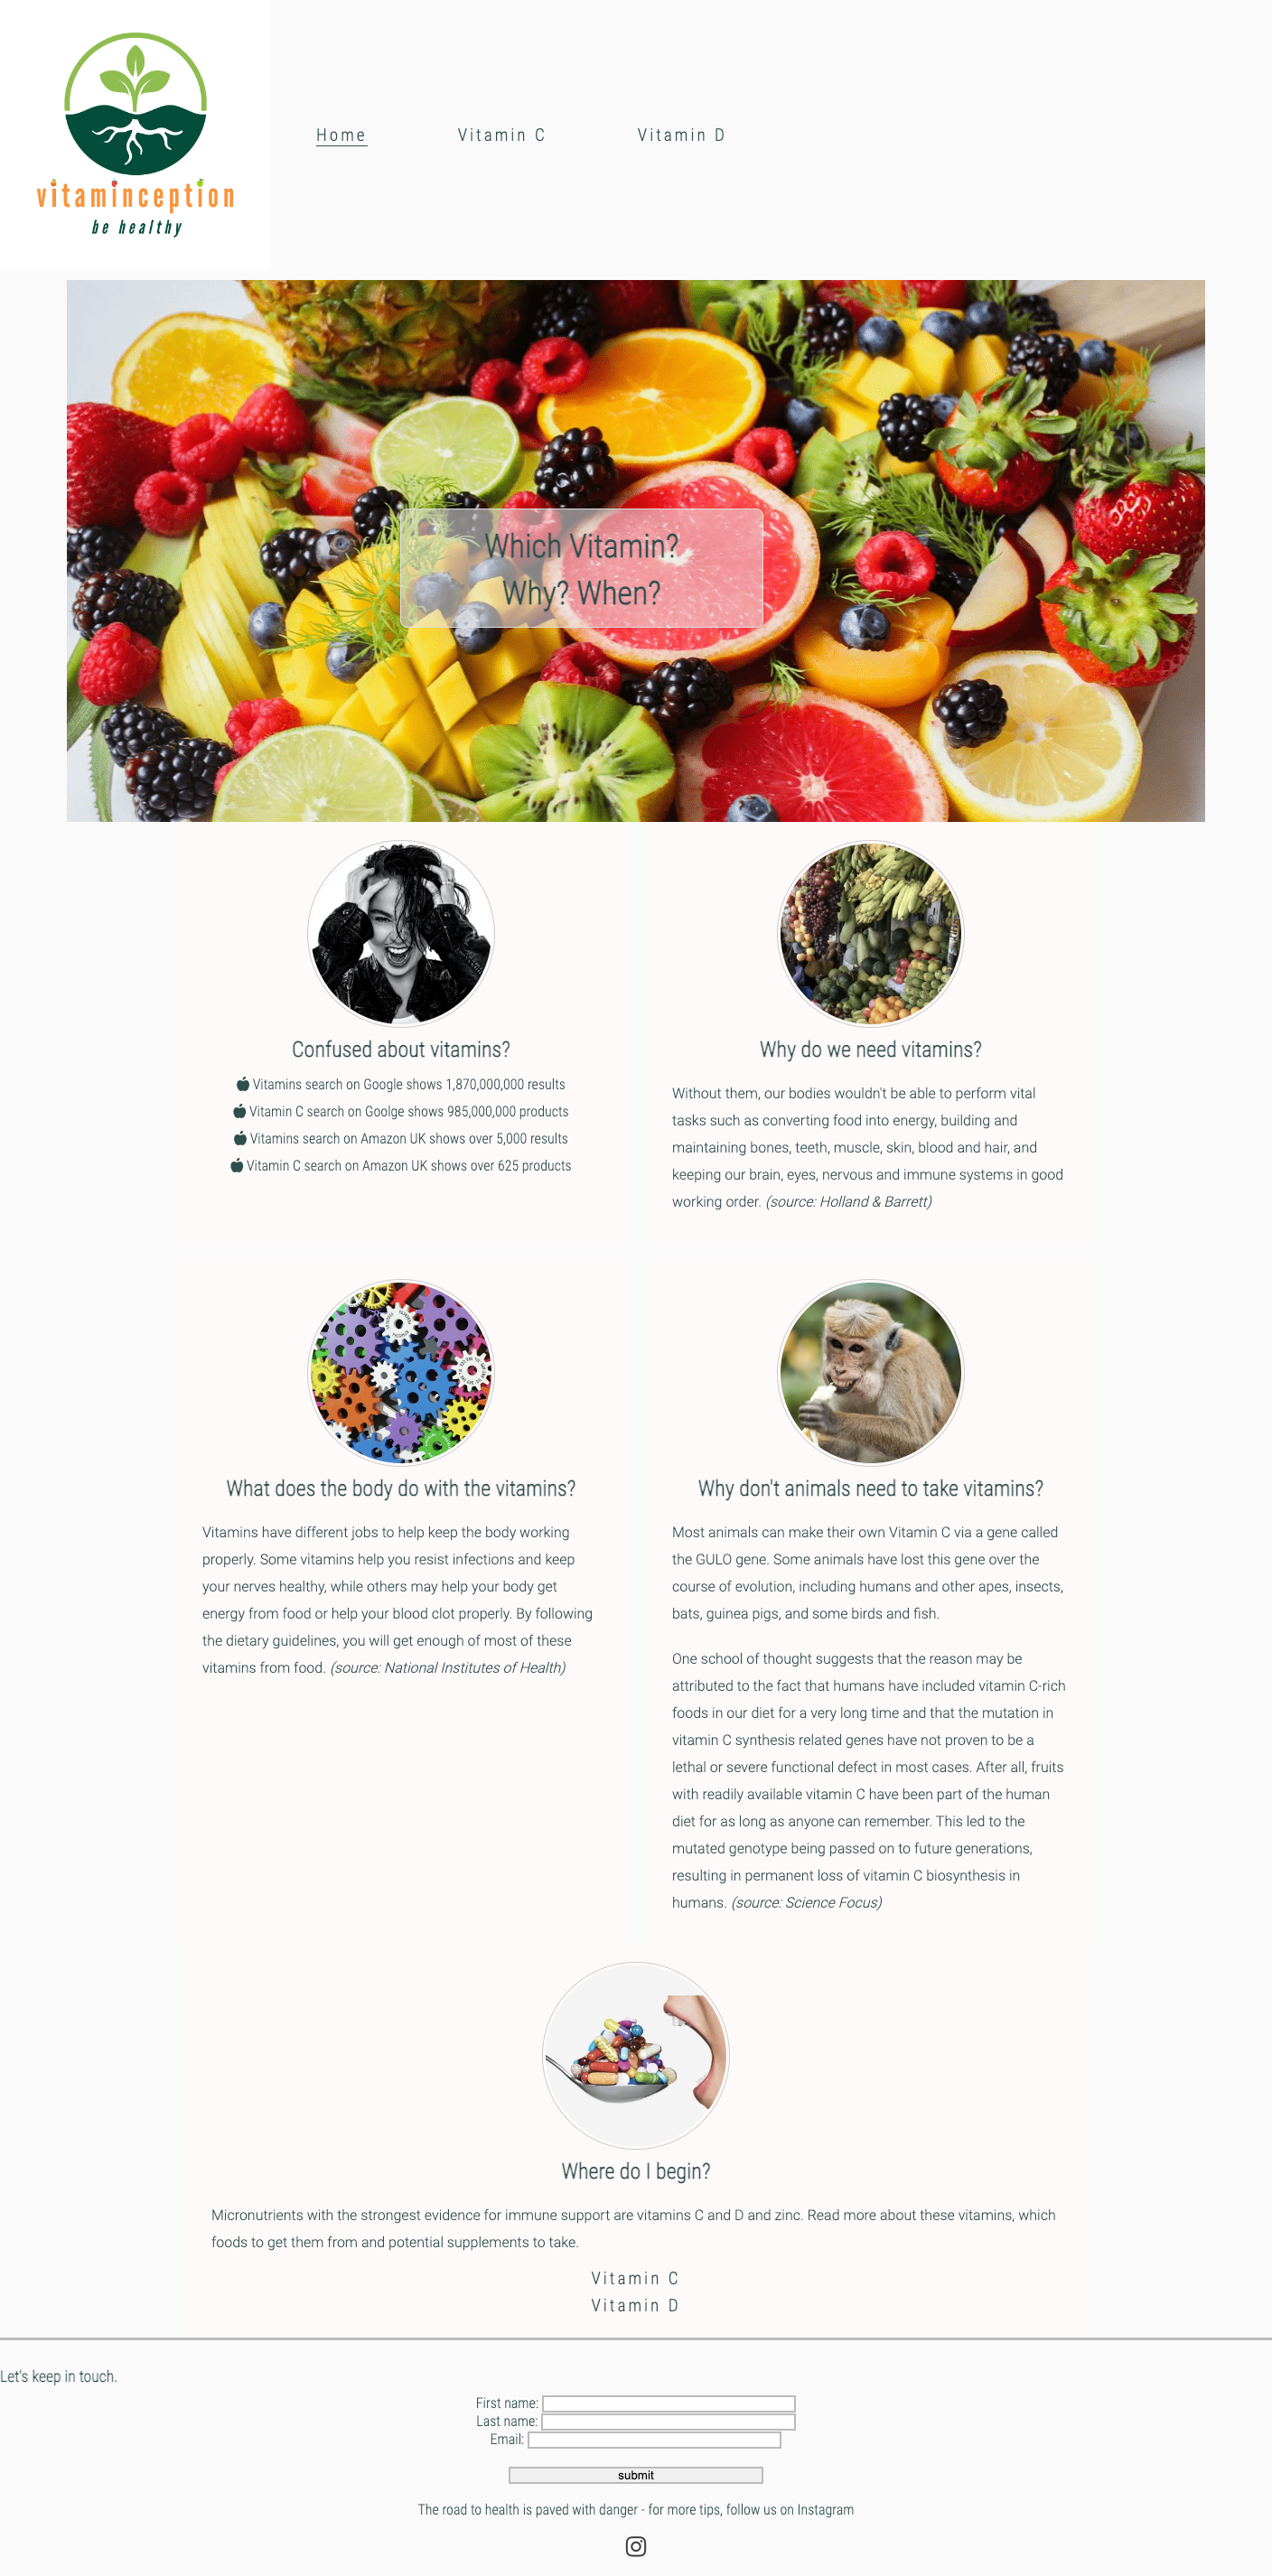 vitaminception
be healthy
Home Vitamin C Vitamin D
Which Vitamin?
Why? When?
Confused about vitamins?
Vitamins search on Google shows 1,870,000,000 results
Vitamin C search on Goolge shows 985,000,000 products
Vitamins search on Amazon UK shows over 5,000 results
Vitamin C search on Amazon UK shows over 625 products
Why do we need vitamins?
Without them, our bodies wouldn't be able to perform vital
tasks such as converting food into energy, building and
maintaining bones, teeth, muscle, skin, blood and hair, and
keeping our brain, eyes, nervous and immune systems in good
working order. (source: Holland & Barrett)
What does the body do with the vitamins?
Vitamins have different jobs to help keep the body working
properly. Some vitamins help you resist infections and keep
your nerves healthy, while others may help your body get
energy from food or help your blood clot properly. By following
the dietary guidelines, you will get enough of most of these
vitamins from food. (source: National Institutes of Health)
Why don't animals need to take vitamins?
Most animals can make their own Vitamin C via a gene called
the GULO gene. Some animals have lost this gene over the
course of evolution, including humans and other apes, insects,
bats, guinea pigs, and some birds and fish.
One school of thought suggests that the reason may be
attributed to the fact that humans have included vitamin C-rich
foods in our diet for a very long time and that the mutation in
vitamin C synthesis related genes have not proven to be a
lethal or severe functional defect in most cases. After all, fruits
with readily available vitamin C have been part of the human
diet for as long as anyone can remember. This led to the
mutated genotype being passed on to future generations,
resulting in permanent loss of vitamin C biosynthesis in
humans. (source: Science Focus)
Where do I begin?
Micronutrients with the strongest evidence for immune support are vitamins C and D and zinc. Read more about these vitamins, which
foods to get them from and potential supplements to take.
Vitamin C
Vitamin D
Let's keep in touch.
First name:
Last name:
Email:
submit
The road to health is paved with danger - for more tips, follow us on Instagram